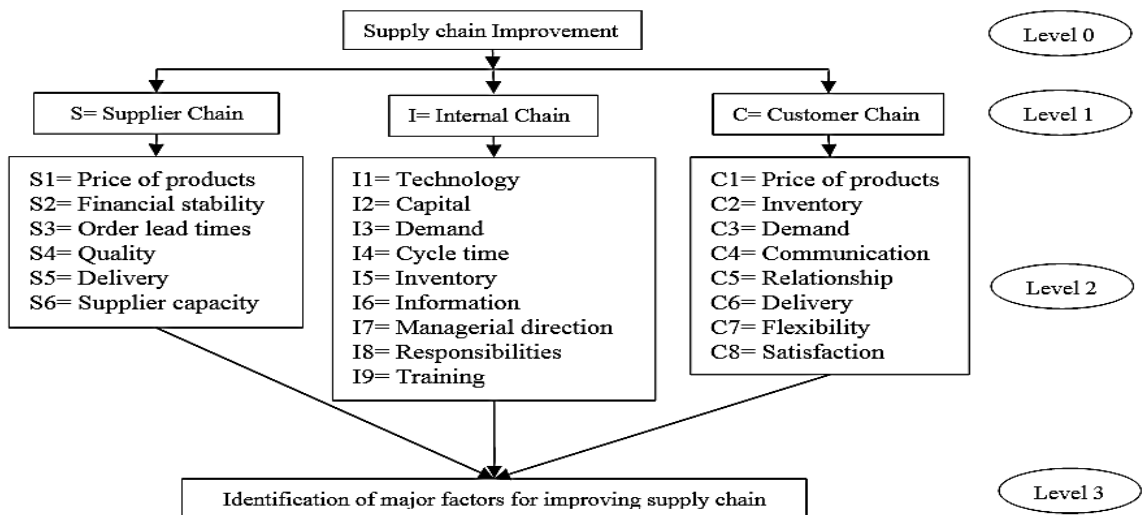 Supply chain Improvement
Level 0
S= Supplier Chain
I= Internal Chain
C= Customer Chain
Level 1
S1= Price of products
S2= Financial stability
S3= Order lead times
S4= Quality
S5= Delivery
S6= Supplier capacity
I1= Technology
I2= Capital
I3= Demand
I4= Cycle time
I5= Inventory
I6= Information
I7= Managerial direction
I8= Responsibilities
I9= Training
C1= Price of products
C2= Inventory
C3= Demand
C4= Communication
C5= Relationship
C6= Delivery
C7= Flexibility
C8= Satisfaction
Level 2
Identification of major factors for improving supply chain
Level 3